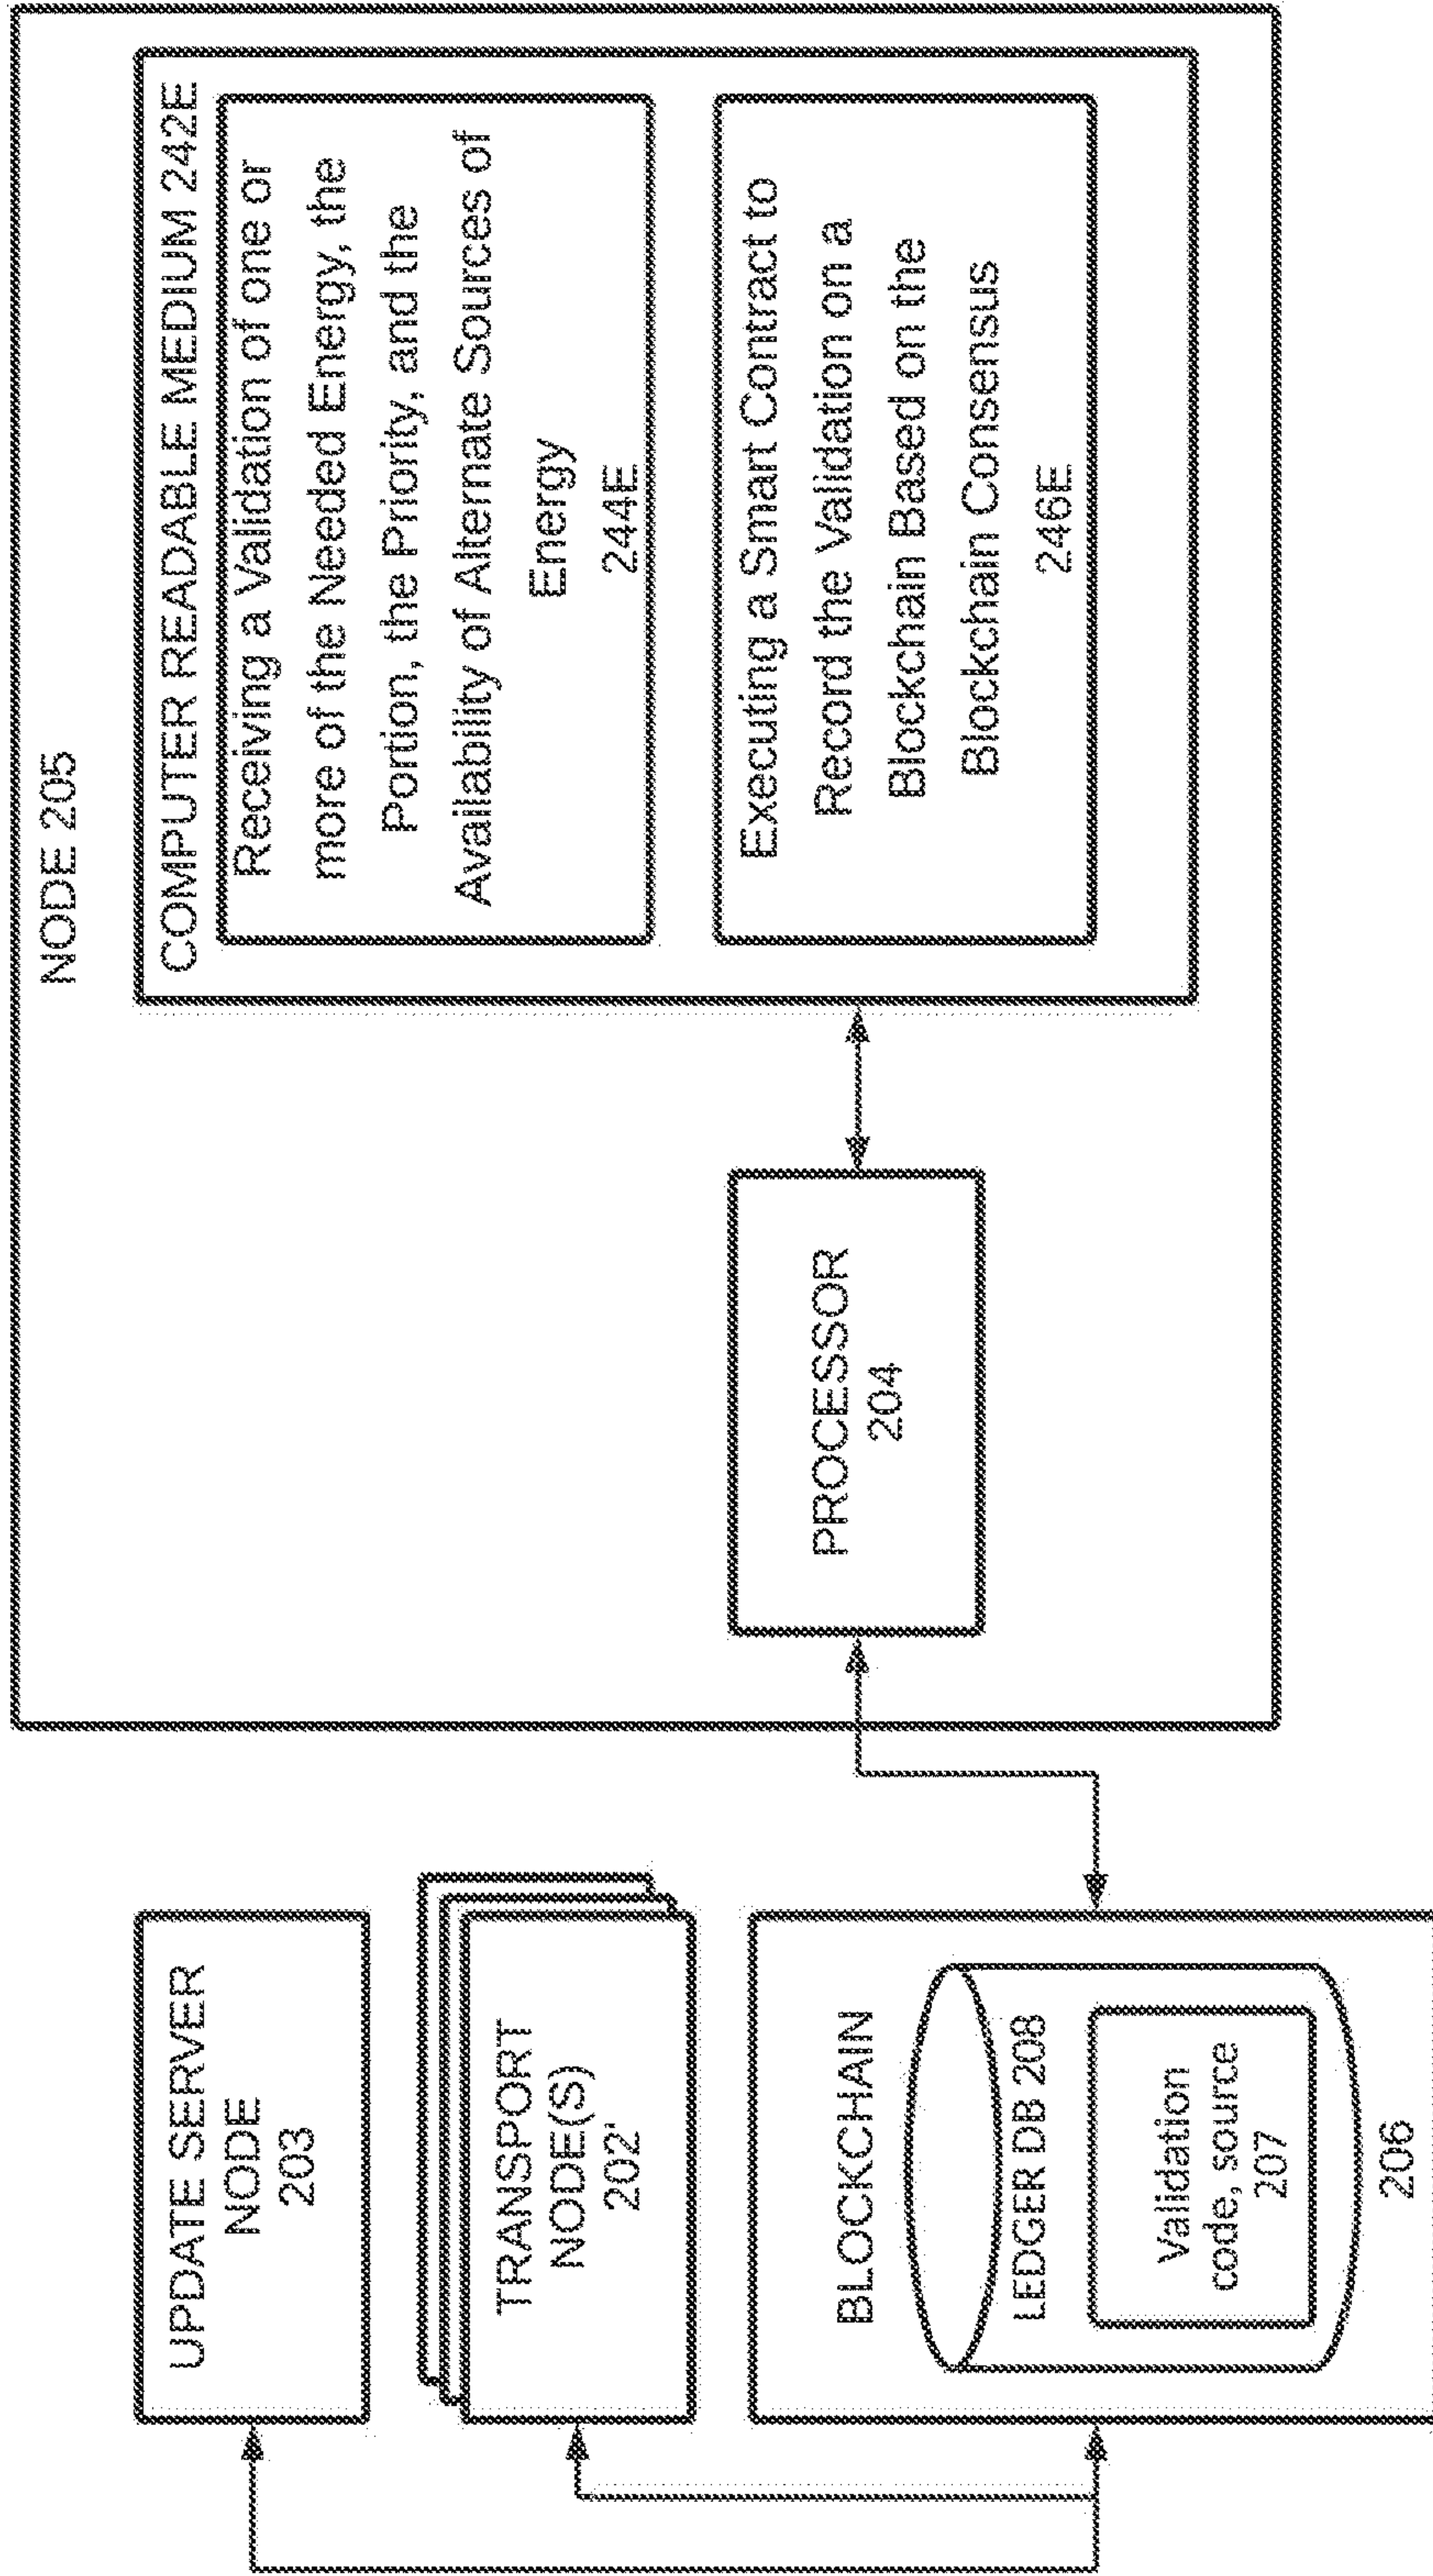 NODE 205
COMPUTER READABLE MEDIUM 242E
Receiving a Validation of one or
more of the Needed Energy, the
Portion, the Priority, and the
Availability of Alternate Sources of
Energy
244E
Executing a Smart Contract to
Record the Validation on a
Blockchain Based on the
Blockchain Consensus
246E
PROCESSOR
204
UPDATE SERVER
NODE
203
TRANSPORT
NODE(S)
202'
BLOCKCHAIN
LEDGER DB 208
Validation
code, source
207
206